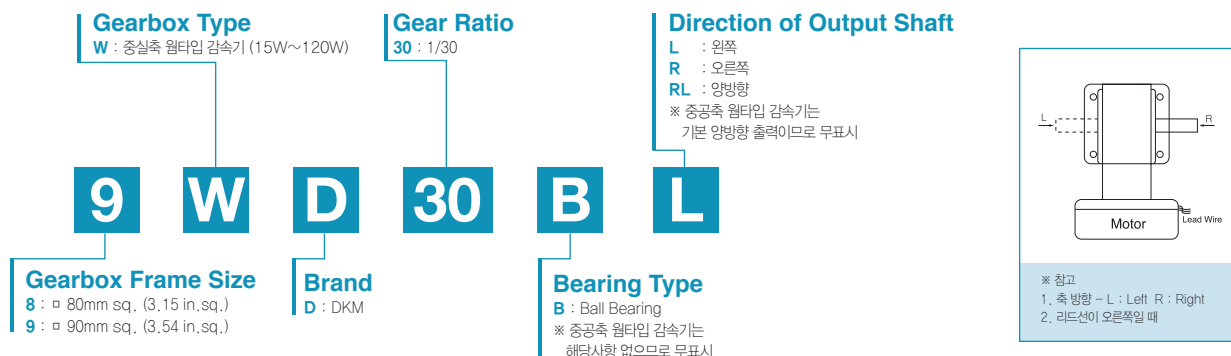 Gearbox Type
W : 중실축 웜타입 감속기 (15W~120W)
Gear Ratio
30 : 1/30
Direction of Output Shaft
L : 왼쪽
R : 오른쪽
RL : 양방향
※ 중공축 웜타입 감속기는
기본 양방향 출력이므로 무표시
9 W D 30 B L
Gearbox Frame Size
8 : ㅁ 80mm sq. (3.15 in.sq.)
9 : ㅁ 90mm sq. (3.54 in.sq.)
Brand
D : DKM
Bearing Type
B : Ball Bearing
※ 중공축 웜타입 감속기는
해당사항 없으므로 무표시
L
R
Lead Wire
Motor
※ 참고
1. 축 방향 – L : Left R : Right
2. 리드선이 오른쪽일 때